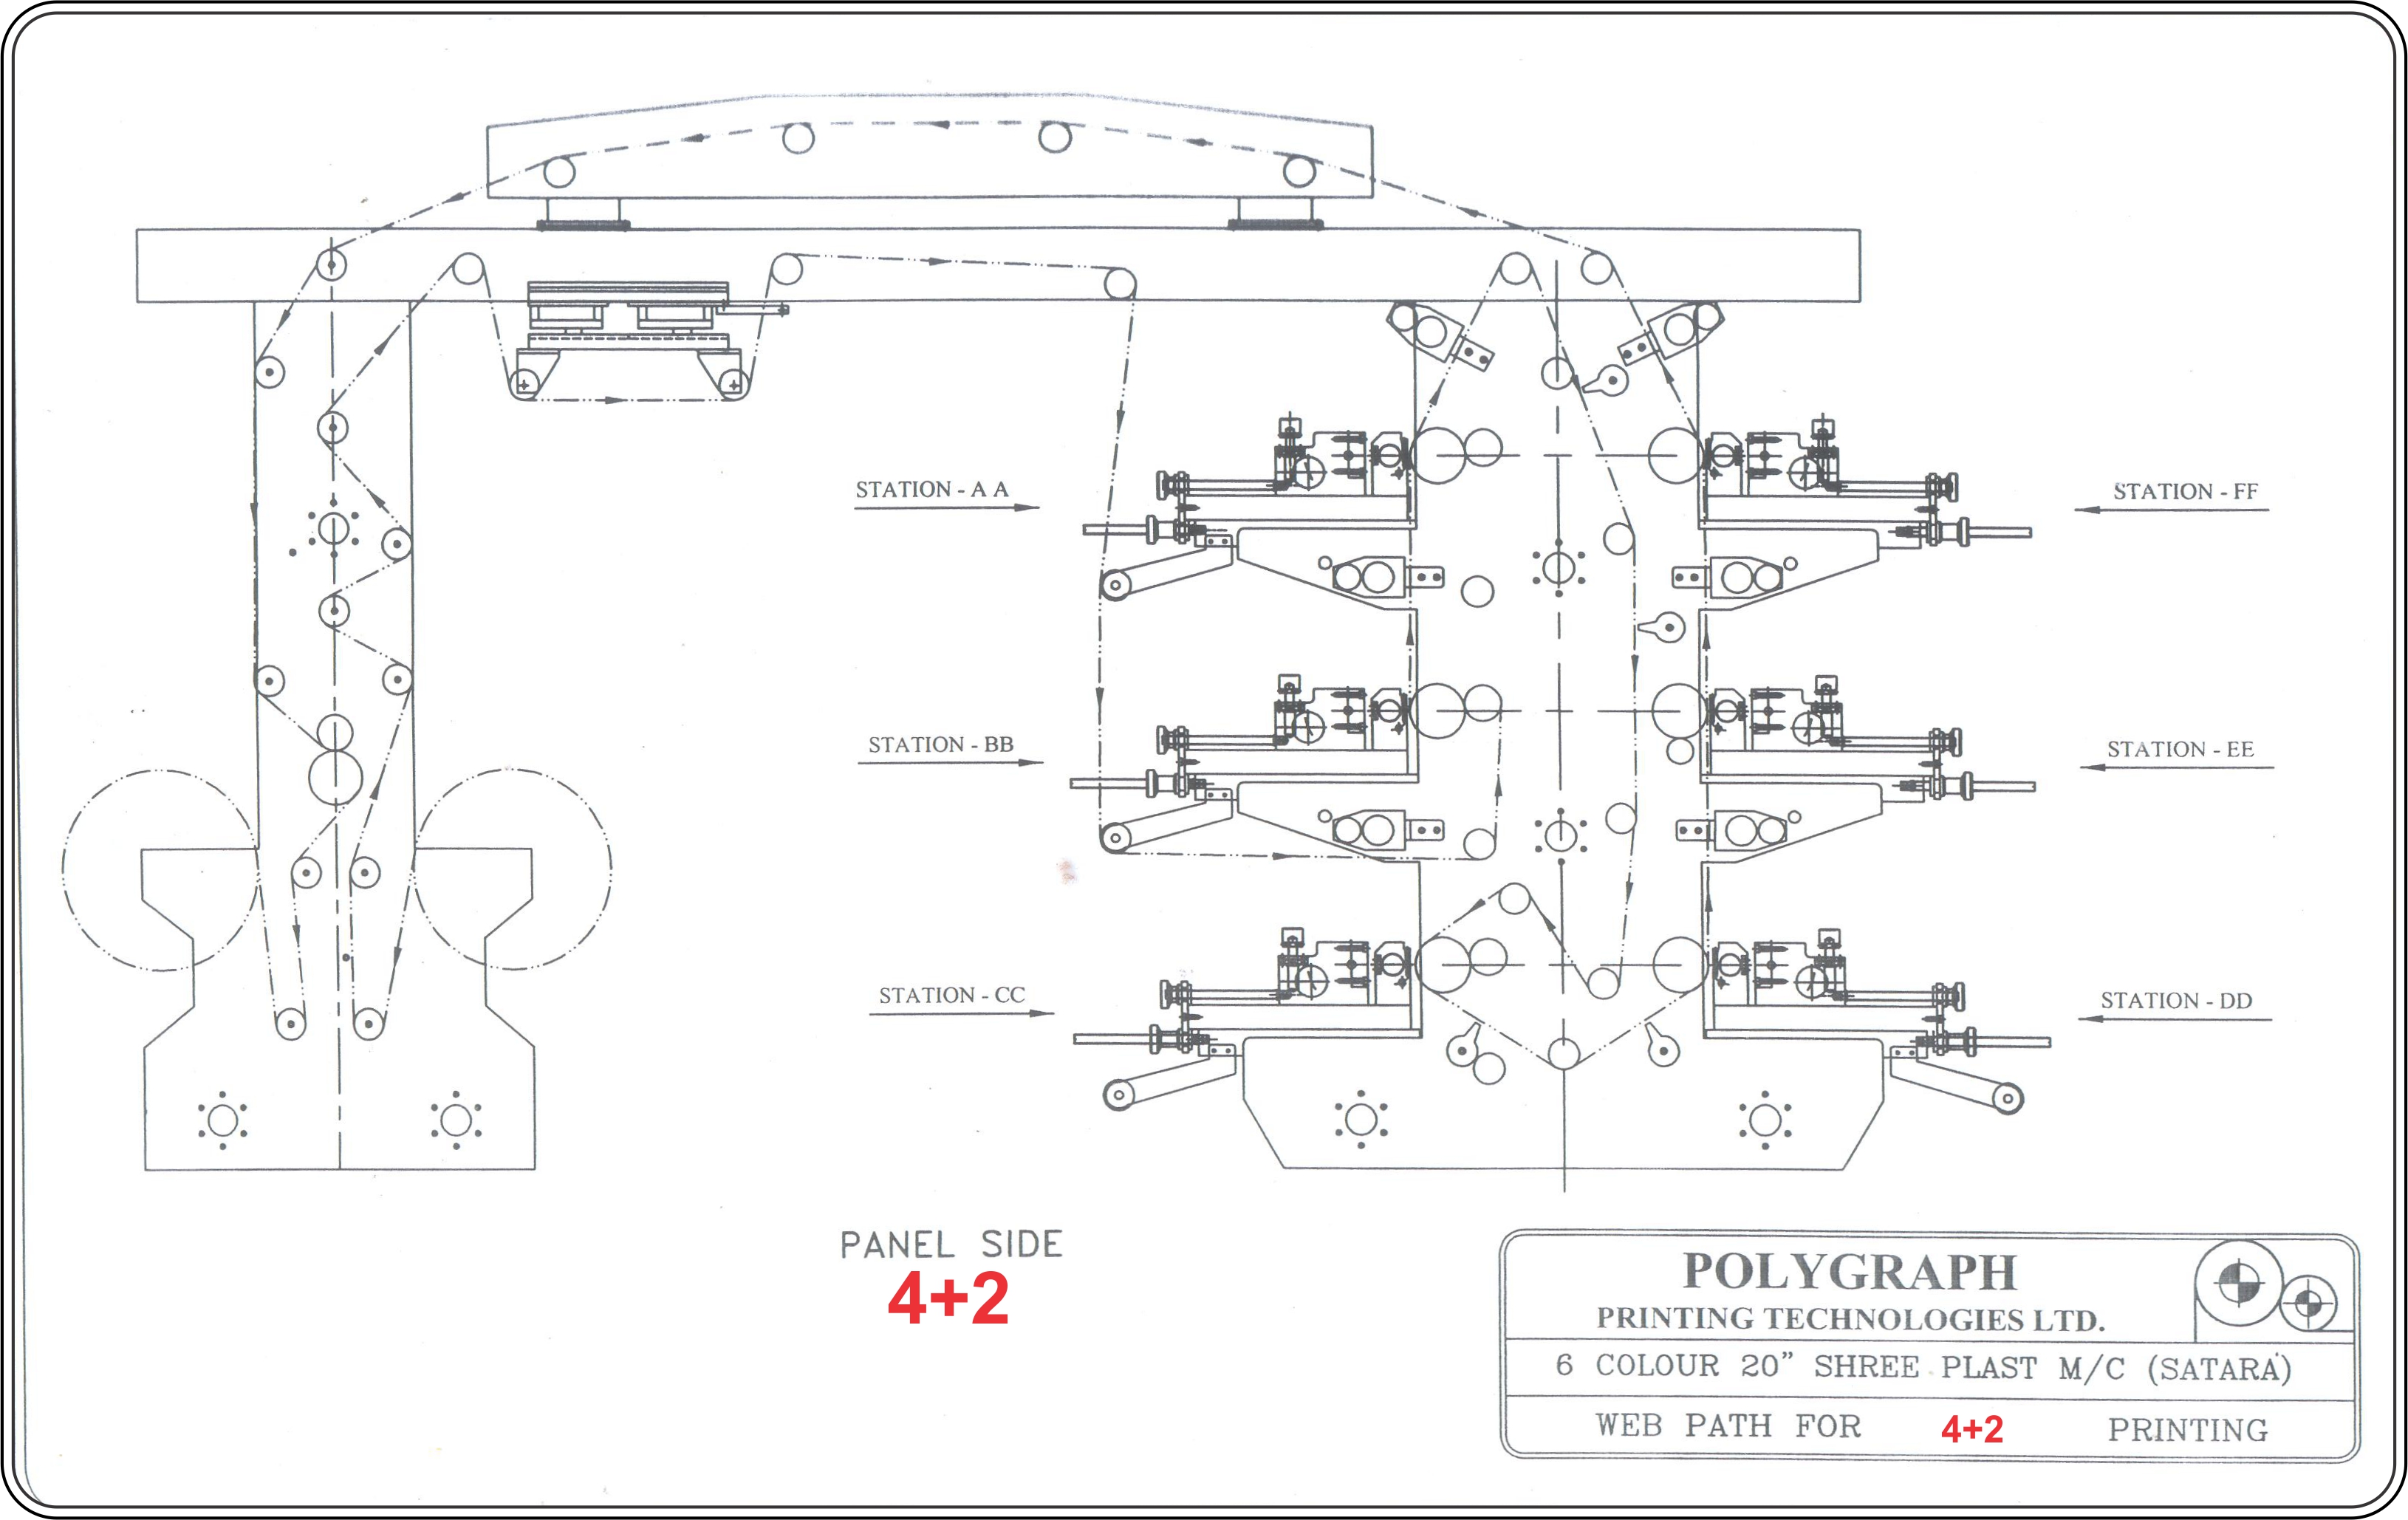 STATION - A A
STATION - FF
STATION - BB
STATION - EE
STATION - CC
STATION - DD
PANEL SIDE
4+2
POLYGRAPH
PRINTING TECHNOLOGIES LTD.
6 COLOUR 20" SHREE PLAST M/C (SATARA)
WEB PATH FOR 4+2 PRINTING